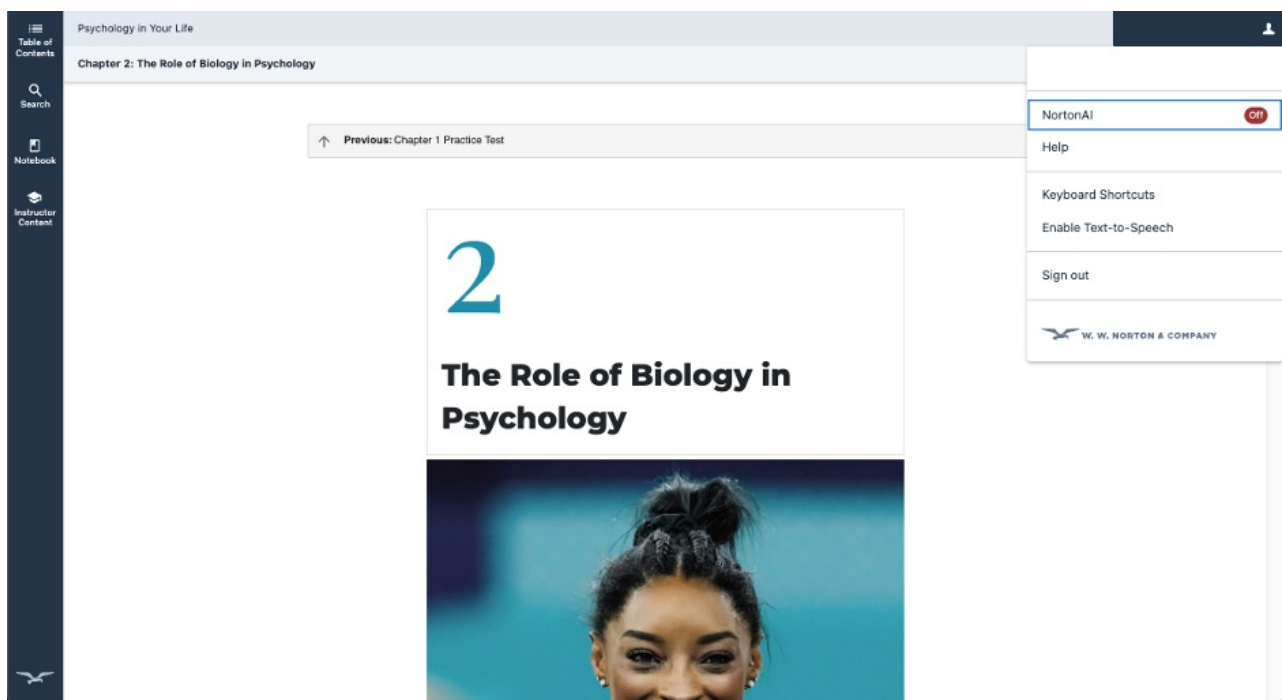 Table of
Contents
Search
Notebook
Instructor
Content
Psychology in Your Life
Chapter 2: The Role of Biology in Psychology
Previous: Chapter 1 Practice Test
2
The Role of Biology in
Psychology
NortonAI Off
Help
Keyboard Shortcuts
Enable Text-to-Speech
Sign out
W. W. NORTON & COMPANY